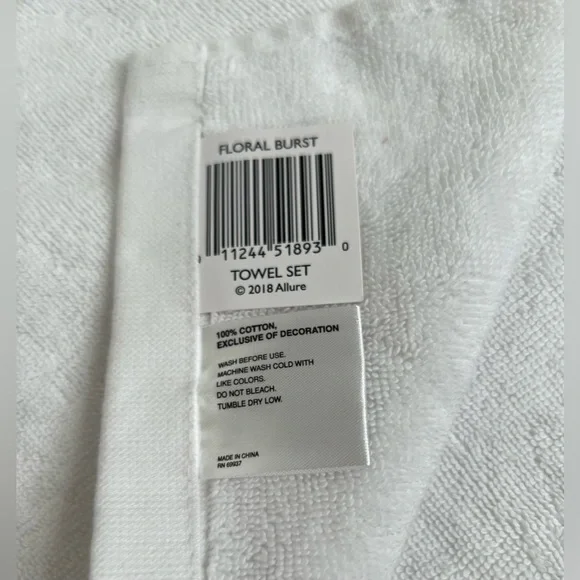 FLORAL BURST
0 11244 51893 0
TOWEL SET
© 2018 Allure
100% COTTON,
EXCLUSIVE OF DECORATION
WASH BEFORE USE.
MACHINE WASH COLD WITH
LIKE COLORS.
DO NOT BLEACH.
TUMBLE DRY LOW.
MADE IN CHINA
RN 69937